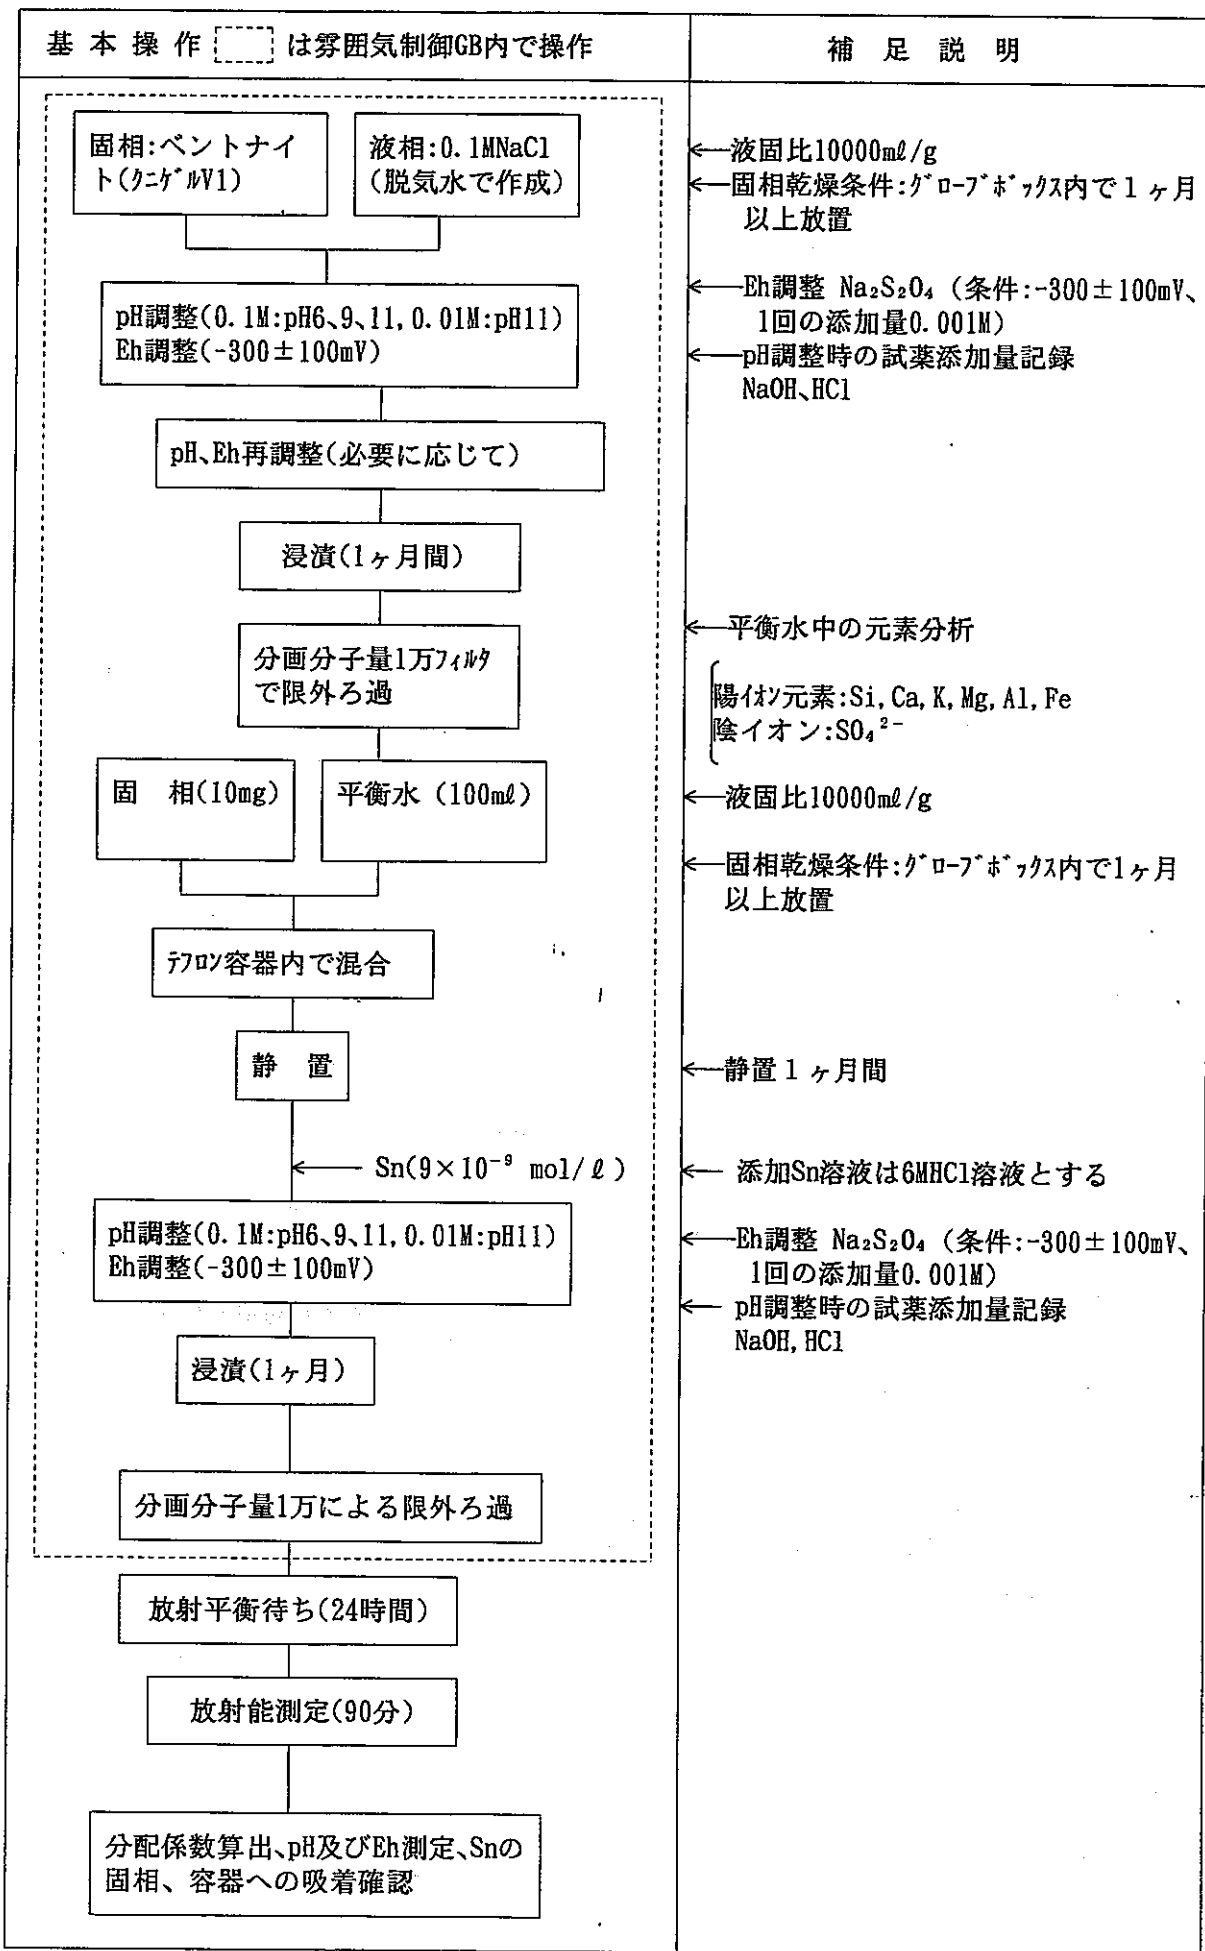 基本操作 は雰囲気制御GB内で操作
補足説明
固相:ベントナイ
ト(クニゲルV1)
液相:0.1MNaCl
(脱気水で作成)
←液固比10000mℓ/g
←固相乾燥条件:グローブボックス内で1ヶ月
以上放置
pH調整(0.1M:pH6、9、11,0.01M:pH11)
Eh調整(-300±100mV)
←Eh調整 Na₂S₂O₄ (条件:-300±100mV、
1回の添加量0.001M)
←pH調整時の試薬添加量記録
NaOH、HCl
pH、Eh再調整(必要に応じて)
浸漬(1ヶ月間)
分画分子量1万フィルタ
で限外ろ過
←平衡水中の元素分析
陽イオン元素:Si,Ca,K,Mg,Al,Fe
陰イオン:SO₄²⁻
固 相(10mg)
平衡水 (100mℓ)
←液固比10000mℓ/g
←固相乾燥条件:グローブボックス内で1ヶ月
以上放置
テフロン容器内で混合
静 置
←静置1ヶ月間
← Sn(9×10⁻⁹ mol/ℓ)
← 添加Sn溶液は6MHCl溶液とする
pH調整(0.1M:pH6、9、11,0.01M:pH11)
Eh調整(-300±100mV)
←Eh調整 Na₂S₂O₄ (条件:-300±100mV、
1回の添加量0.001M)
← pH調整時の試薬添加量記録
NaOH,HCl
浸漬(1ヶ月)
分画分子量1万による限外ろ過
放射平衡待ち(24時間)
放射能測定(90分)
分配係数算出、pH及びEh測定、Snの
固相、容器への吸着確認